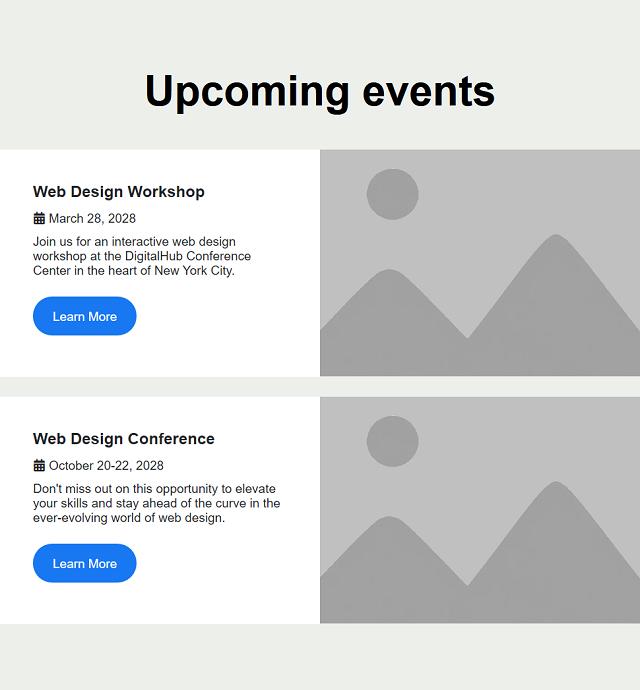 Upcoming events
Web Design Workshop
March 28, 2028
Join us for an interactive web design
workshop at the DigitalHub Conference
Center in the heart of New York City.
Learn More
Web Design Conference
October 20-22, 2028
Don't miss out on this opportunity to elevate
your skills and stay ahead of the curve in the
ever-evolving world of web design.
Learn More